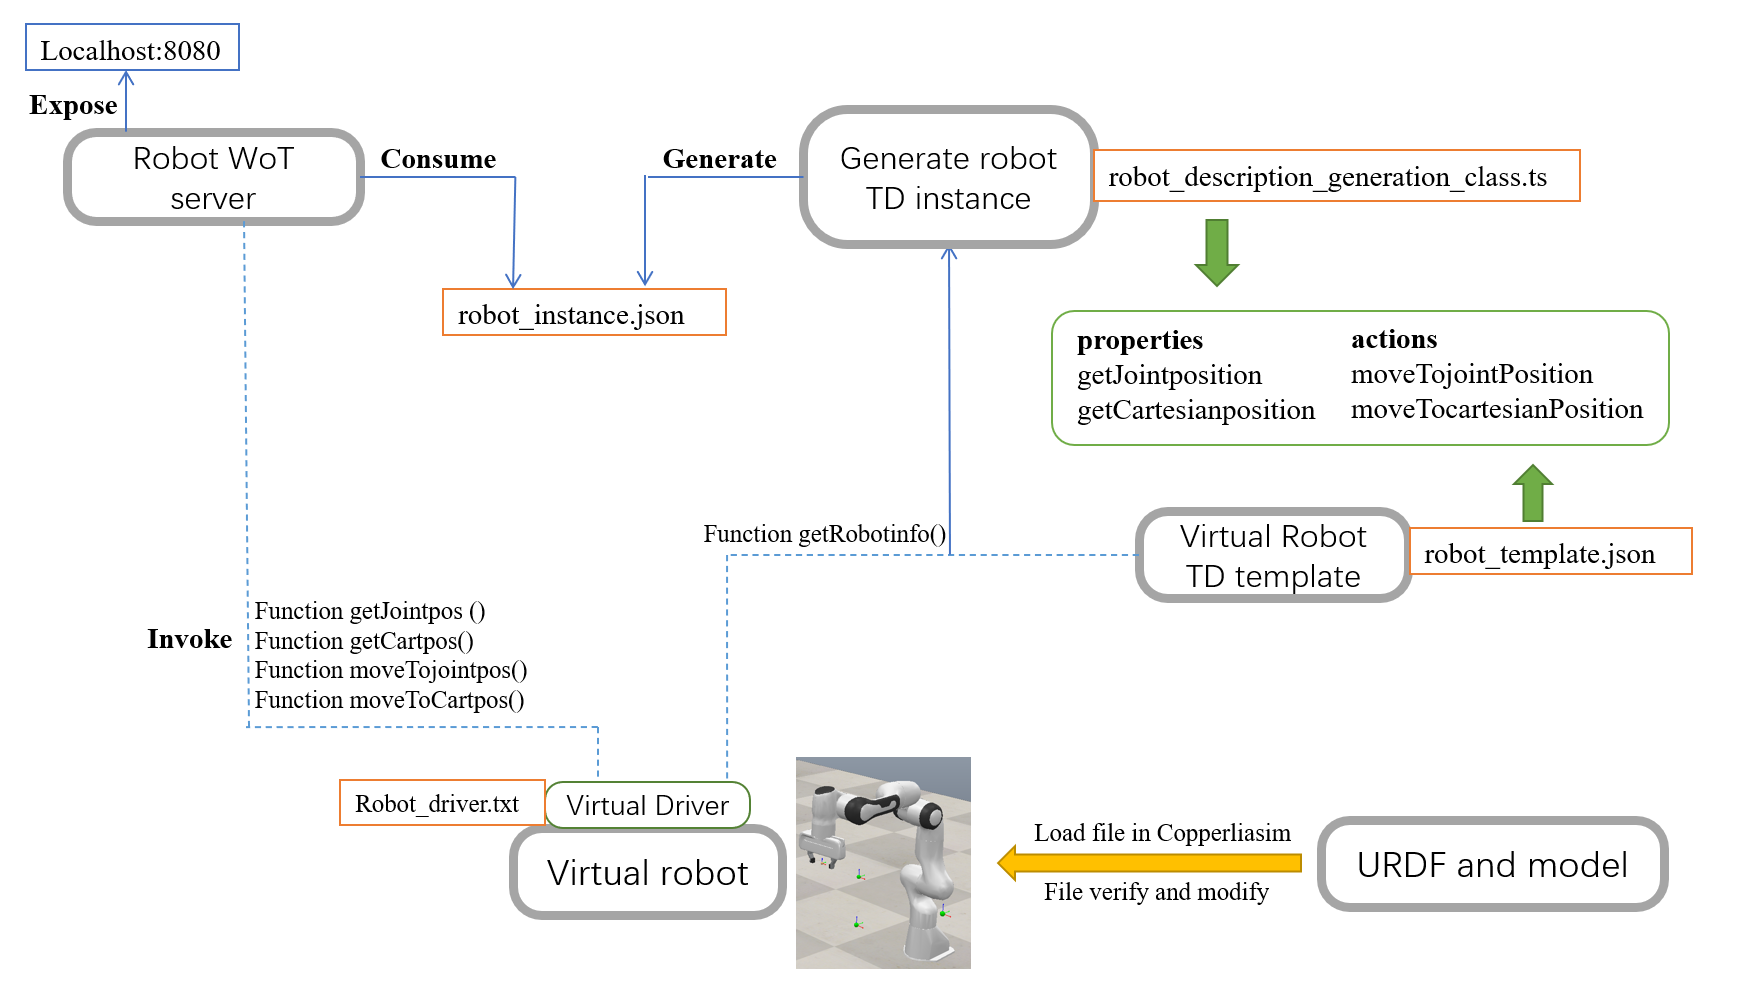 Localhost:8080
Expose
Robot WoT
server
Consume
Generate
Generate robot
TD instance
robot_description_generation_class.ts
robot_instance.json
properties
getJointposition
getCartesianposition
actions
moveTojointPosition
moveTocartesianPosition
Function getRobotinfo()
Virtual Robot
TD template
robot_template.json
Invoke
Function getJointpos ()
Function getCartpos()
Function moveTojointpos()
Function moveToCartpos()
Robot_driver.txt
Virtual Driver
Virtual robot
Load file in Copperliasim
File verify and modify
URDF and model